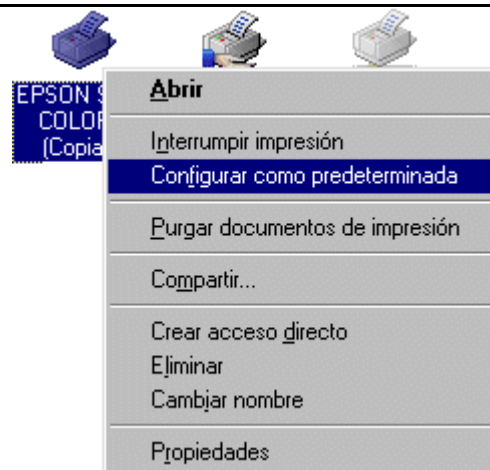 EPSON
COLOR
(Copia
Abrir
Interrumpir impresión
Configurar como predeterminada
Purgar documentos de impresión
Compartir...
Crear acceso directo
Eliminar
Cambiar nombre
Propiedades